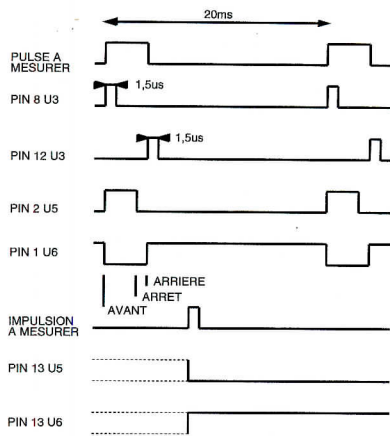 20ms
PULSE A
MESURER
1,5us
PIN 8 U3
1,5us
PIN 12 U3
PIN 2 U5
PIN 1 U6
ARRIERE
ARRET
AVANT
IMPULSION
A MESURER
PIN 13 U5
PIN 13 U6